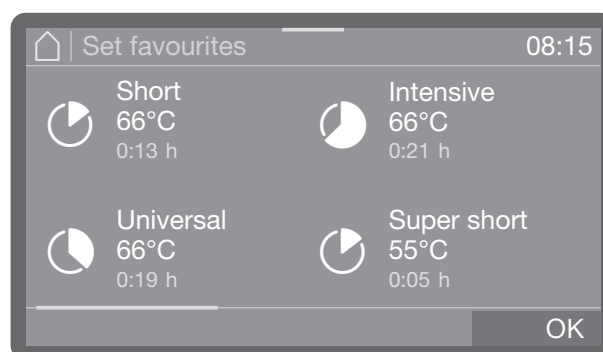 Set favourites 08:15
Short
66°C
0:13 h
Intensive
66°C
0:21 h
Universal
66°C
0:19 h
Super short
55°C
0:05 h
OK